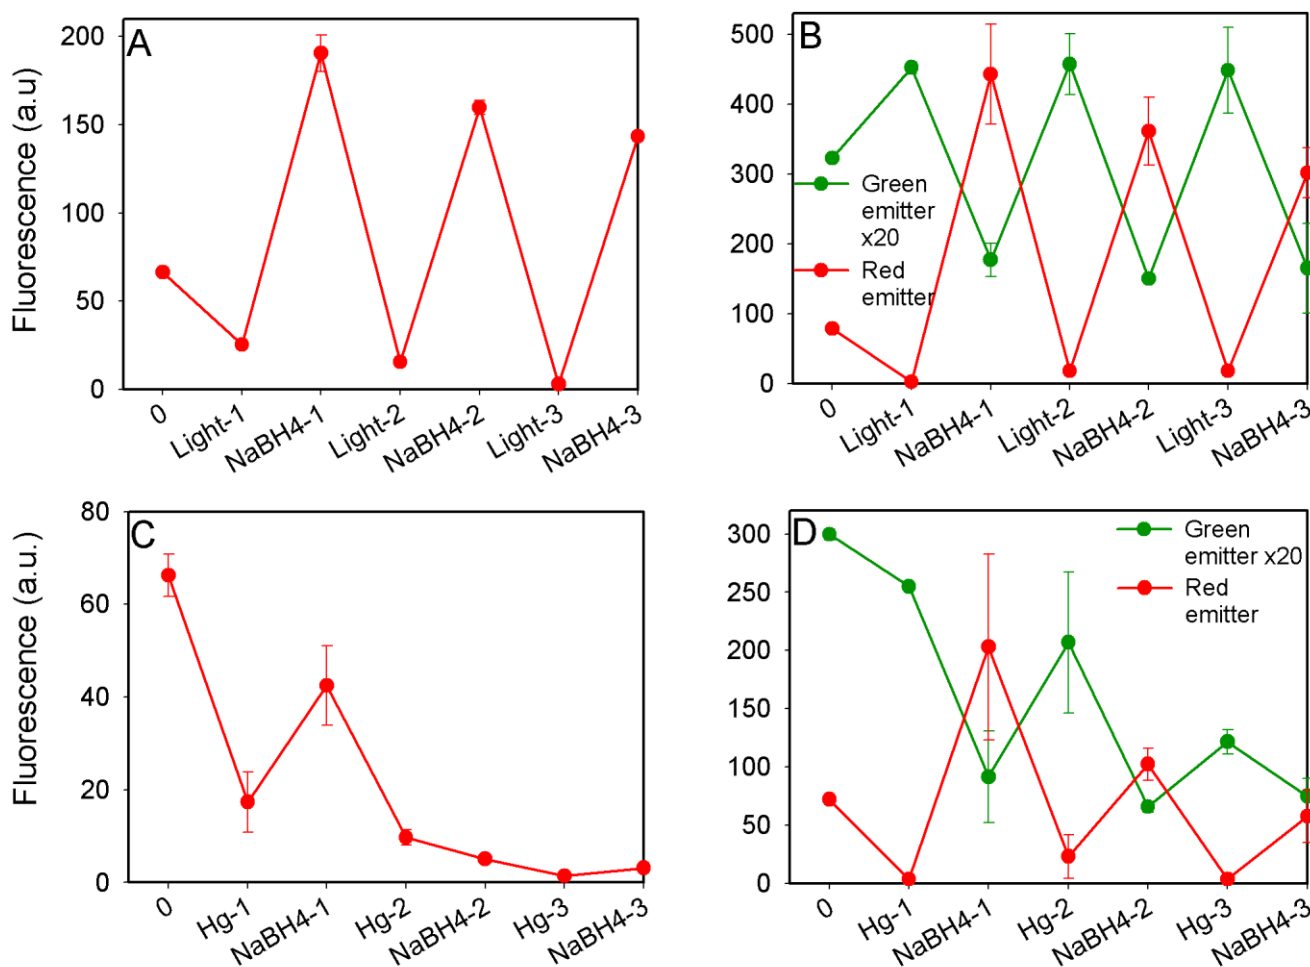 A
Fluorescence (a.u)
200
150
100
50
0
0
Light-1
NaBH4-1
Light-2
NaBH4-2
Light-3
NaBH4-3
B
500
400
300
200
100
0
Green
emitter
x20
Red
emitter
0
Light-1
NaBH4-1
Light-2
NaBH4-2
Light-3
NaBH4-3
C
Fluorescence (a.u.)
80
60
40
20
0
0
Hg-1
NaBH4-1
Hg-2
NaBH4-2
Hg-3
NaBH4-3
D
300
250
200
150
100
50
0
Green
emitter x20
Red
emitter
0
Hg-1
NaBH4-1
Hg-2
NaBH4-2
Hg-3
NaBH4-3